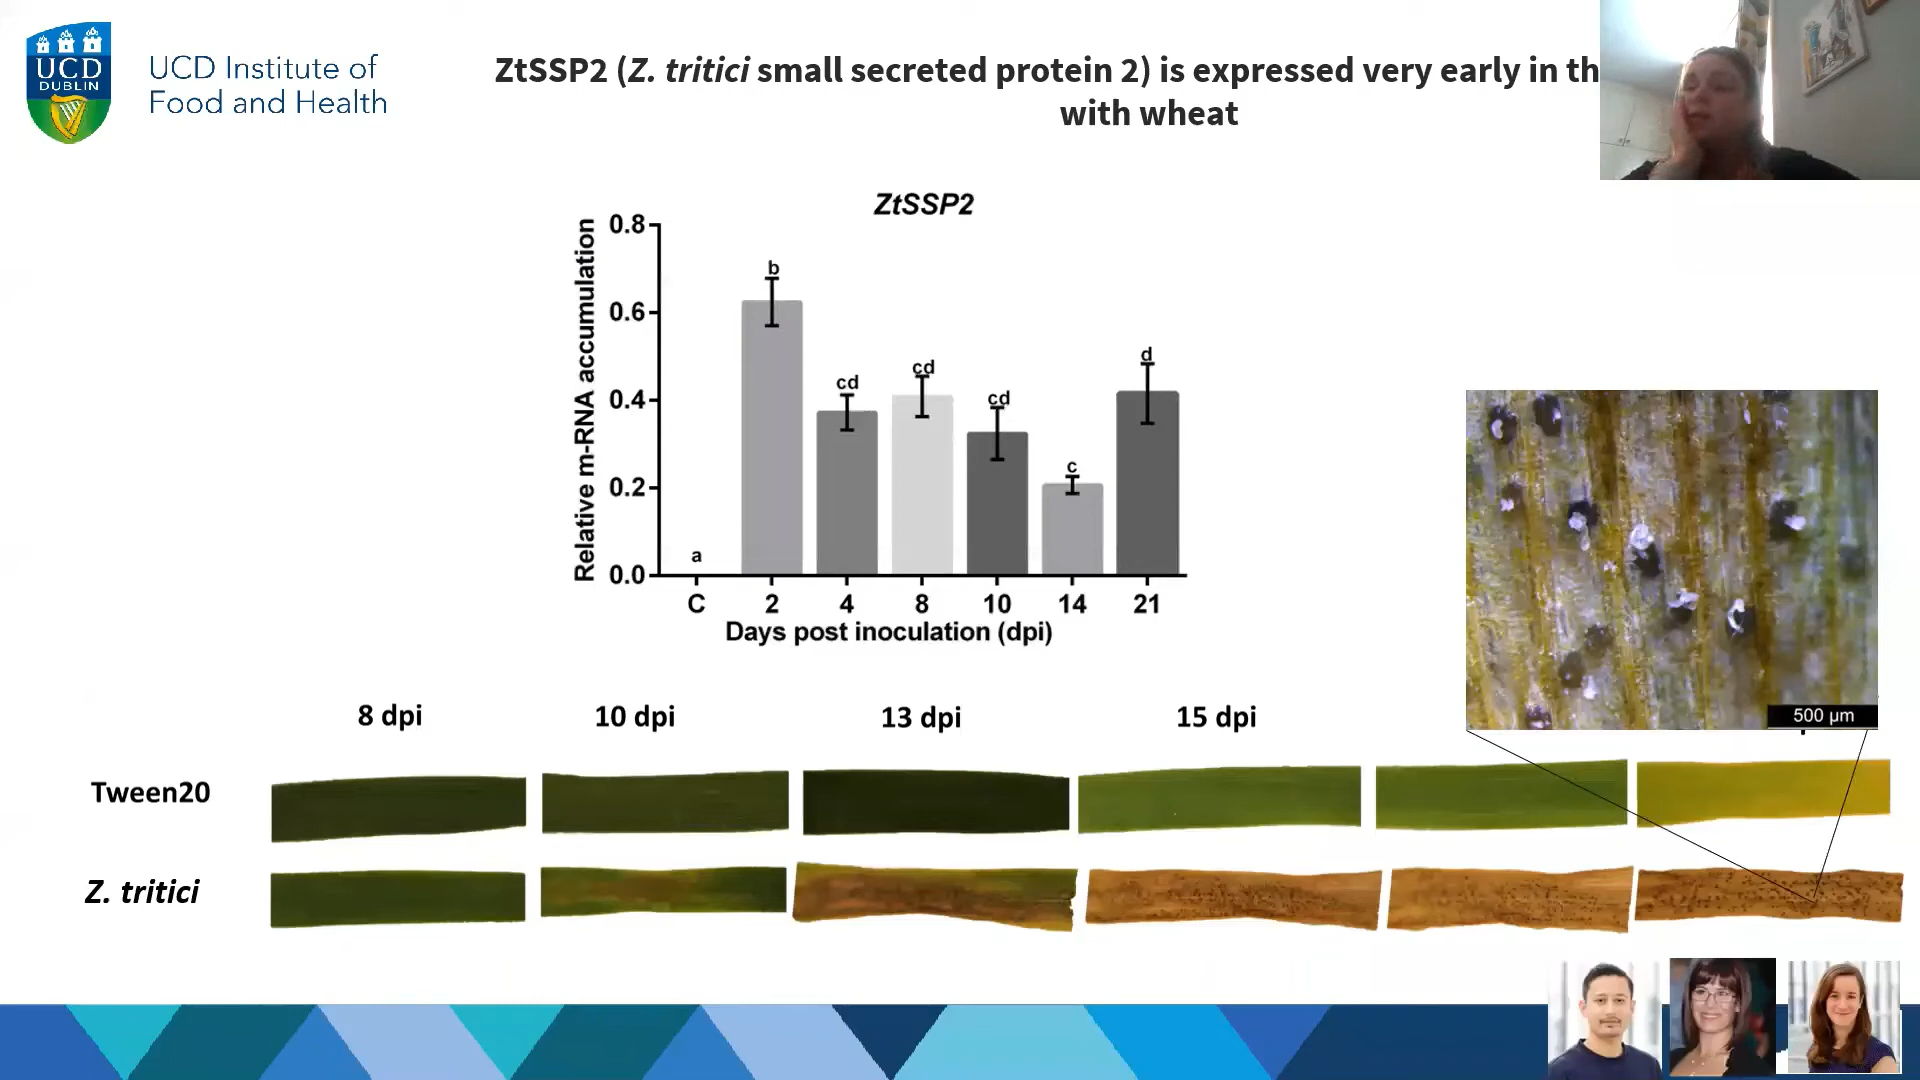 UCD
DUBLIN
UCD Institute of
Food and Health
ZtSSP2 (Z. tritici small secreted protein 2) is expressed very early in th
with wheat
ZtSSP2
Relative m-RNA accumulation
0.8
0.6
0.4
0.2
0.0
a
b
cd
cd
cd
c
d
C 2 4 8 10 14 21
Days post inoculation (dpi)
500 µm
8 dpi 10 dpi 13 dpi 15 dpi
Tween20
Z. tritici